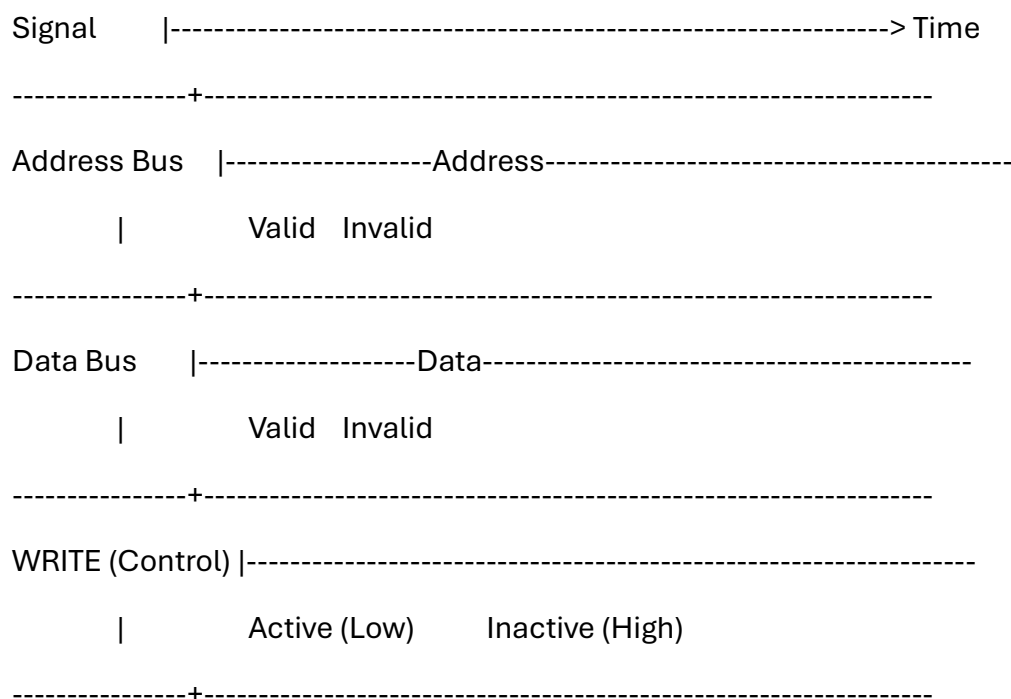 Signal |------------------------------------------------------------------> Time
----------------+-------------------------------------------------------------------
Address Bus |-------------------Address-------------------------------------------
| Valid Invalid
----------------+-------------------------------------------------------------------
Data Bus |--------------------Data---------------------------------------------
| Valid Invalid
----------------+-------------------------------------------------------------------
WRITE (Control) |-------------------------------------------------------------------
| Active (Low) Inactive (High)
----------------+-------------------------------------------------------------------